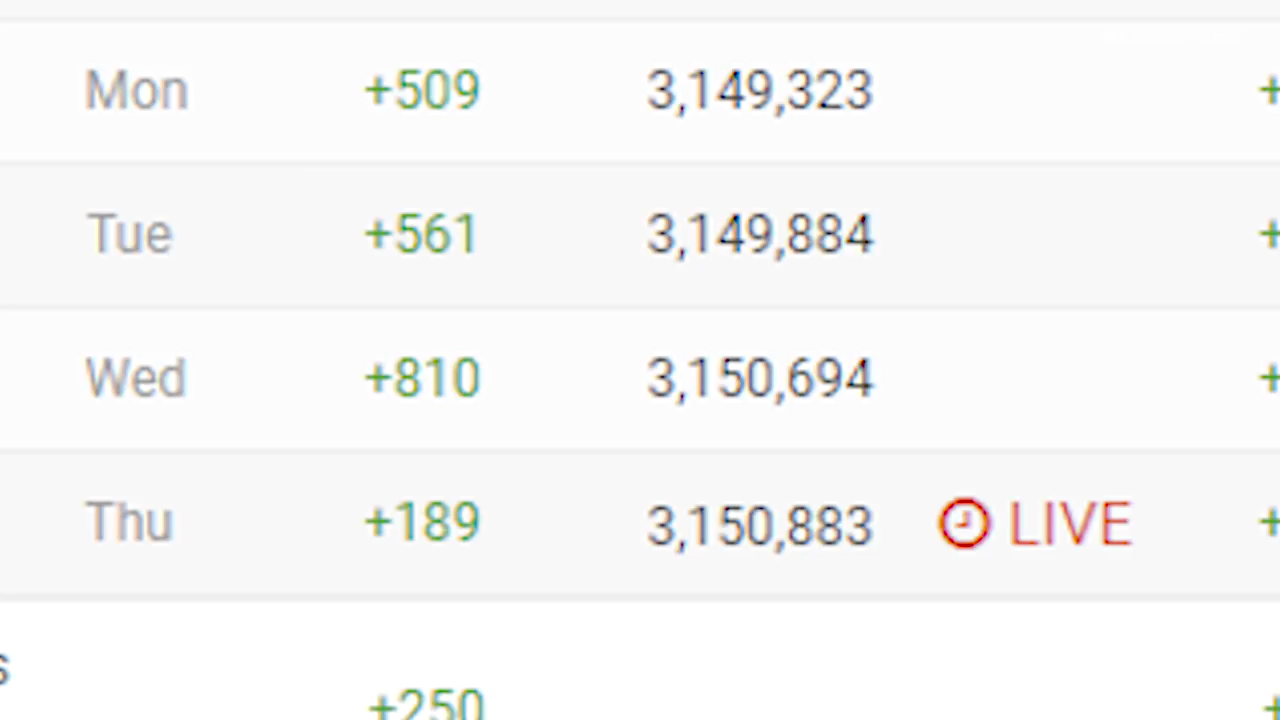 Mon +509 3,149,323 +
Tue +561 3,149,884 +
Wed +810 3,150,694 +
Thu +189 3,150,883 LIVE +
s
+250 +